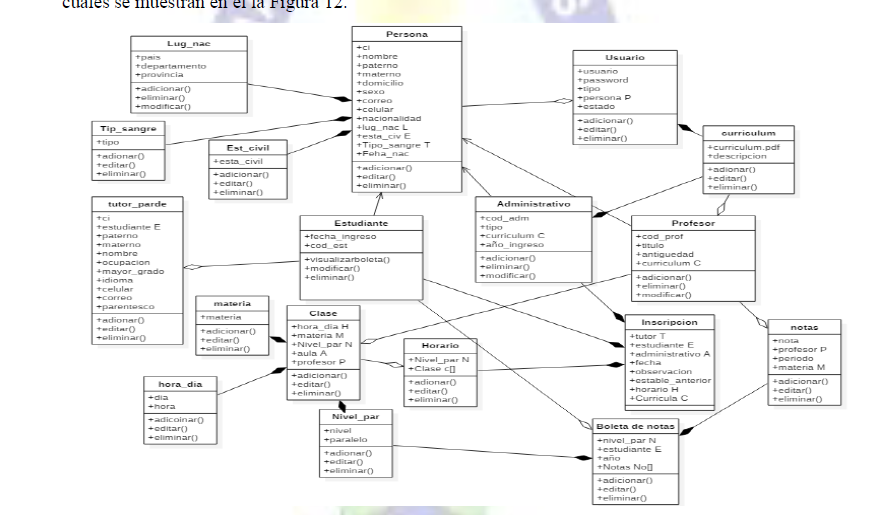 cuales se muestran en el la Figura 12.
Lug_nac
+pais
+departamento
+provincia
+adicionar()
+eliminar()
+modificar()
Persona
+ci
+nombre
+paterno
+materno
+domicilio
+sexo
+correo
+celular
+nacionalidad
+lug_nac L
+esta_civ E
+Tipo_sangre T
+Feha_nac
+adicionar()
+editar()
+eliminar()
Usuario
+usuario
+password
+tipo
+persona P
+estado
+adicionar()
+editar()
+eliminar()
Tip_sangre
+tipo
+adionar()
+editar()
+eliminar()
Est_civil
+esta_civil
+adicionar()
+editar()
+eliminar()
curriculum
+curriculum.pdf
+descripcion
+adionar()
+editar()
+eliminar()
tutor_parde
+ci
+estudiante E
+paterno
+materno
+nombre
+ocupacion
+mayor_grado
+idioma
+celular
+correo
+parentesco
+adionar()
+editar()
+eliminar()
Estudiante
+fecha_ingreso
+cod_est
+visualizarboleta()
+modificar()
+eliminar()
Administrativo
+cod_adm
+tipo
+curriculum C
+año_ingreso
+adicionar()
+eliminar()
+modificar()
Profesor
+cod_prof
+titulo
+antiguedad
+curriculum C
+adicionar()
+eliminar()
+modificar()
materia
+materia
+adicionar()
+editar()
+eliminar()
Clase
+hora_dia H
+materia M
+Nivel_par N
+aula A
+profesor P
+adicionar()
+editar()
+eliminar()
Horario
+Nivel_par N
+Clase c[]
+adionar()
+editar()
+eliminar()
Inscripcion
+tutor T
+estudiante E
+administrativo A
+fecha
+observacion
+estable_anterior
+horario H
+Curricula C
notas
+nota
+profesor P
+periodo
+materia M
+adicionar()
+editar()
+eliminar()
hora_dia
+dia
+hora
+adicoinar()
+editar()
+eliminar()
Nivel_par
+nivel
+paralelo
+adionar()
+editar()
+eliminar()
Boleta de notas
+nivel_par N
+estudiante E
+año
+Notas No[]
+adicionar()
+editar()
+eliminar()